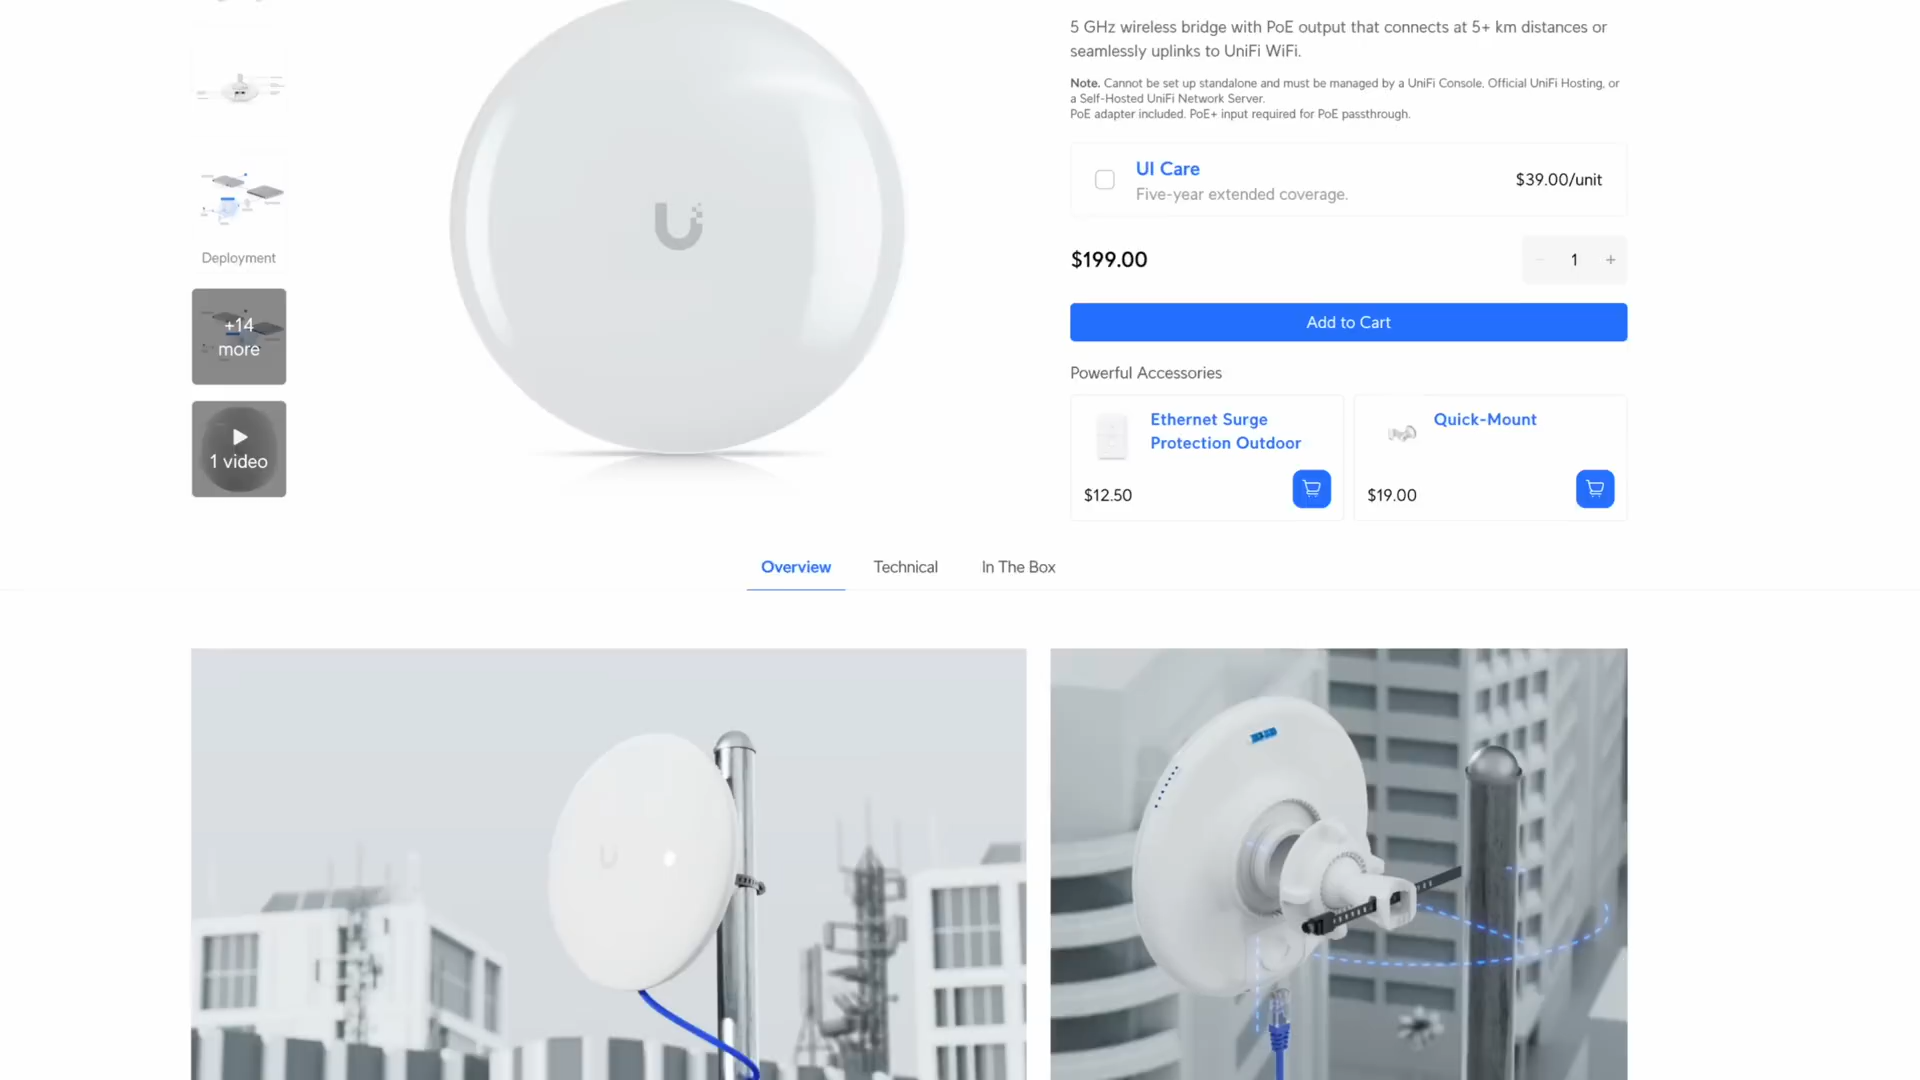 5 GHz wireless bridge with PoE output that connects at 5+ km distances or
seamlessly uplinks to UniFi WiFi.
Note. Cannot be set up standalone and must be managed by a UniFi Console, Official UniFi Hosting, or
a Self-Hosted UniFi Network Server.
PoE adapter included. PoE+ input required for PoE passthrough.
UI Care
Five-year extended coverage.
$39.00/unit
$199.00
- 1 +
Add to Cart
Powerful Accessories
Ethernet Surge
Protection Outdoor
$12.50
Quick-Mount
$19.00
Deployment
+14
more
1 video
Overview
Technical
In The Box